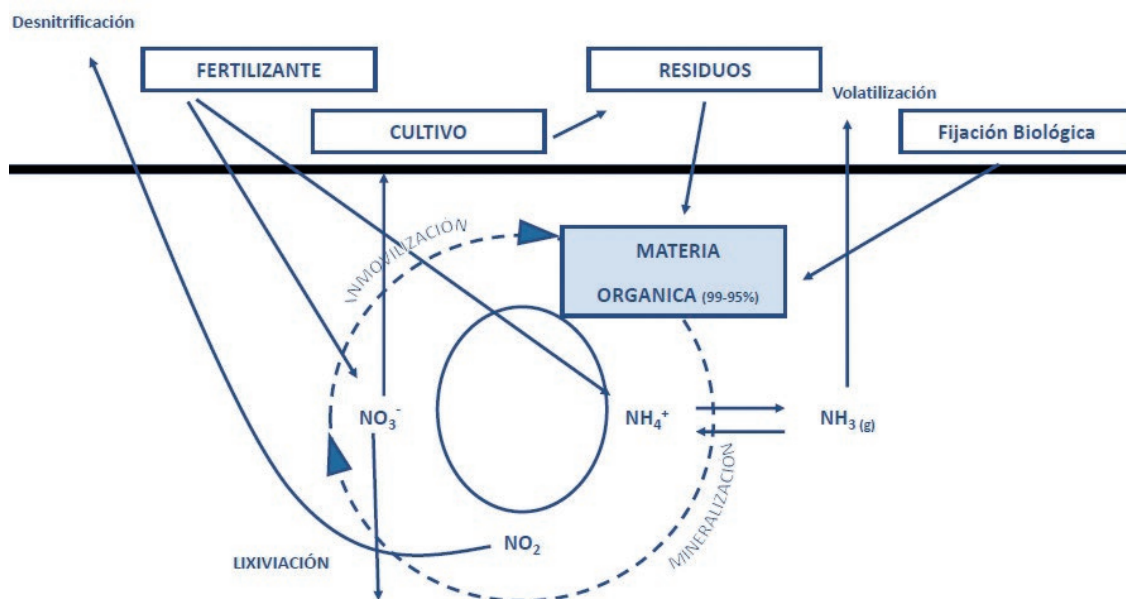 Desnitrificación
FERTILIZANTE
RESIDUOS
Volatilización
CULTIVO
Fijación Biológica
INMOVILIZACIÓN
MATERIA
ORGANICA (99-95%)
NO₃⁻
NH₄⁺
NH₃ (g)
MINERALIZACIÓN
NO₂
LIXIVIACIÓN